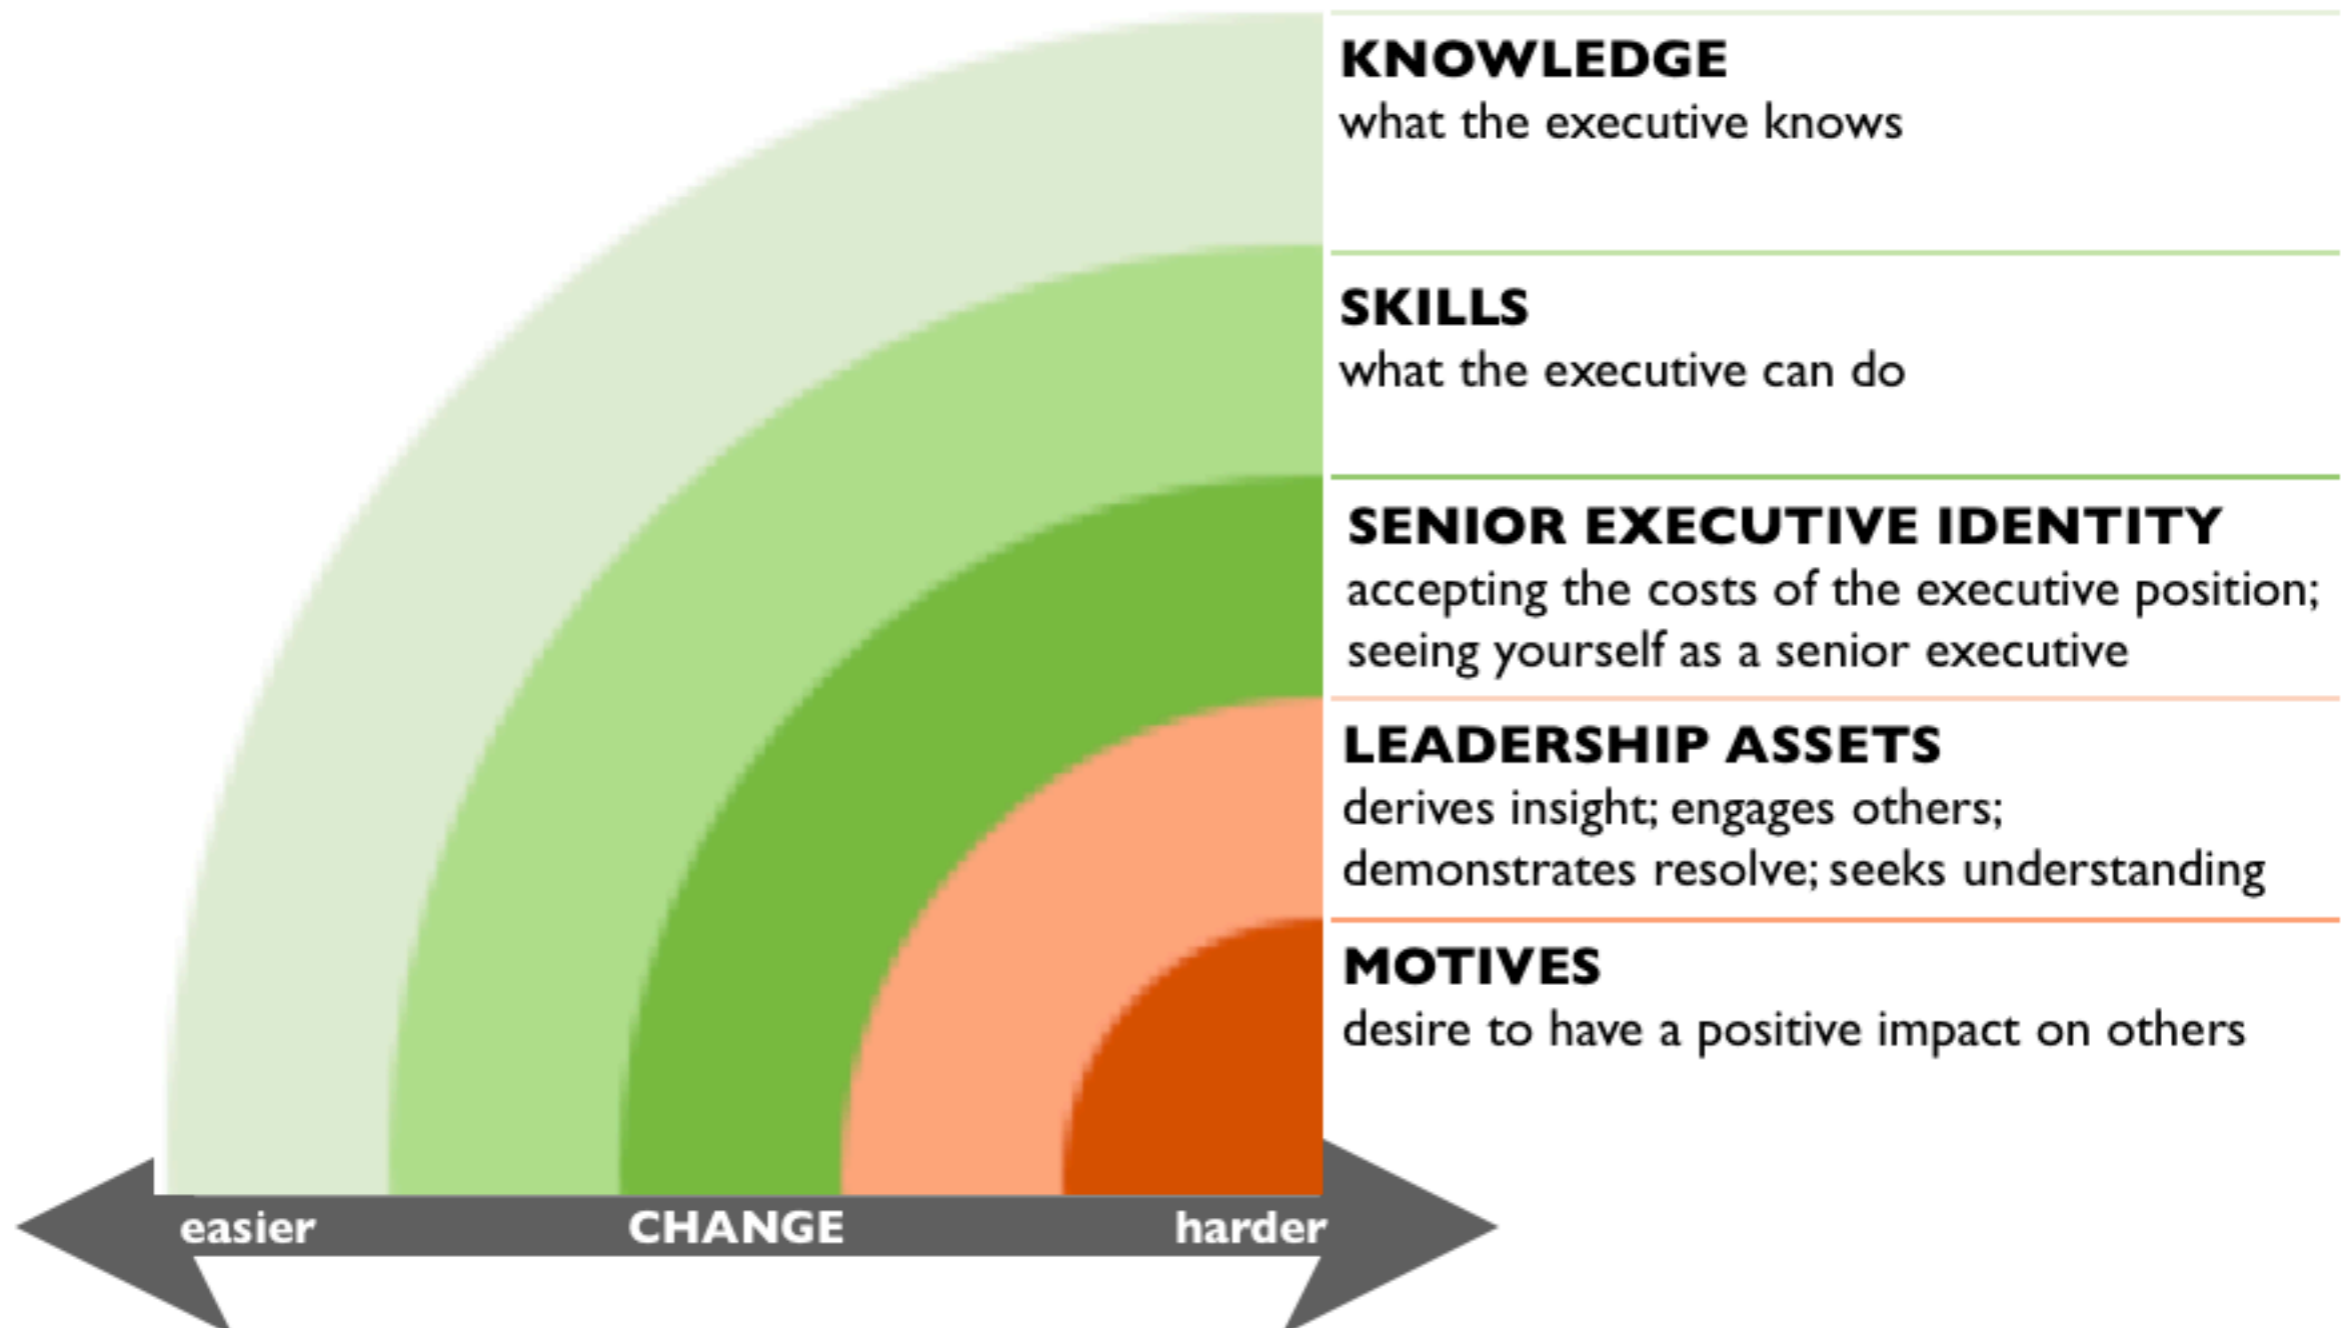 KNOWLEDGE
what the executive knows
SKILLS
what the executive can do
SENIOR EXECUTIVE IDENTITY
accepting the costs of the executive position;
seeing yourself as a senior executive
LEADERSHIP ASSETS
derives insight; engages others;
demonstrates resolve; seeks understanding
MOTIVES
desire to have a positive impact on others
easier CHANGE harder